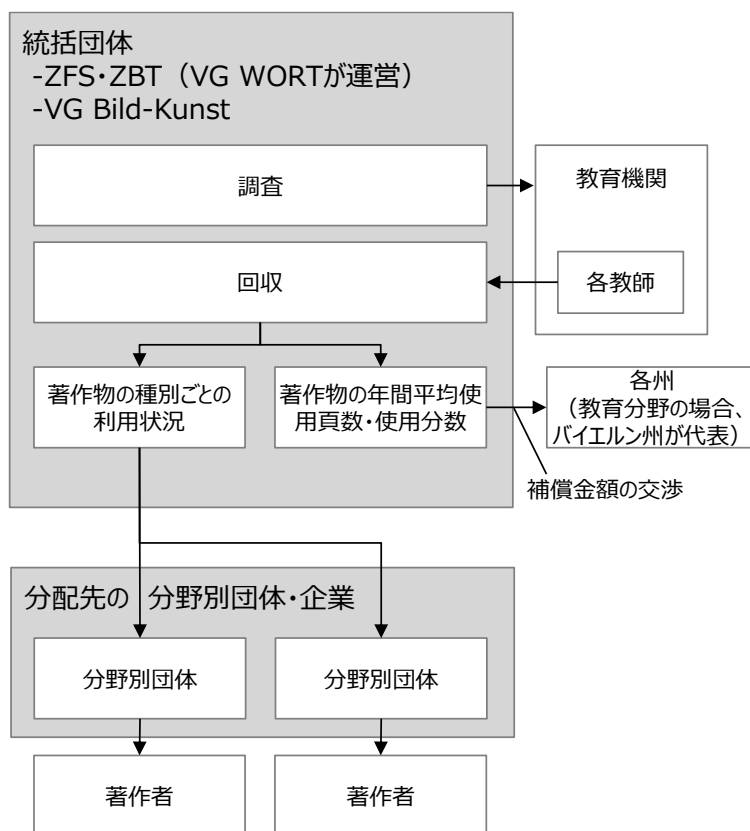 統括団体
-ZFS・ZBT（VG WORTが運営）
-VG Bild-Kunst
調査
教育機関
回収
各教師
著作物の種別ごとの
利用状況
著作物の年間平均使
用頁数・使用分数
各州
（教育分野の場合、
バイエルン州が代表）
補償金額の交渉
分配先の 分野別団体・企業
分野別団体
分野別団体
著作者
著作者